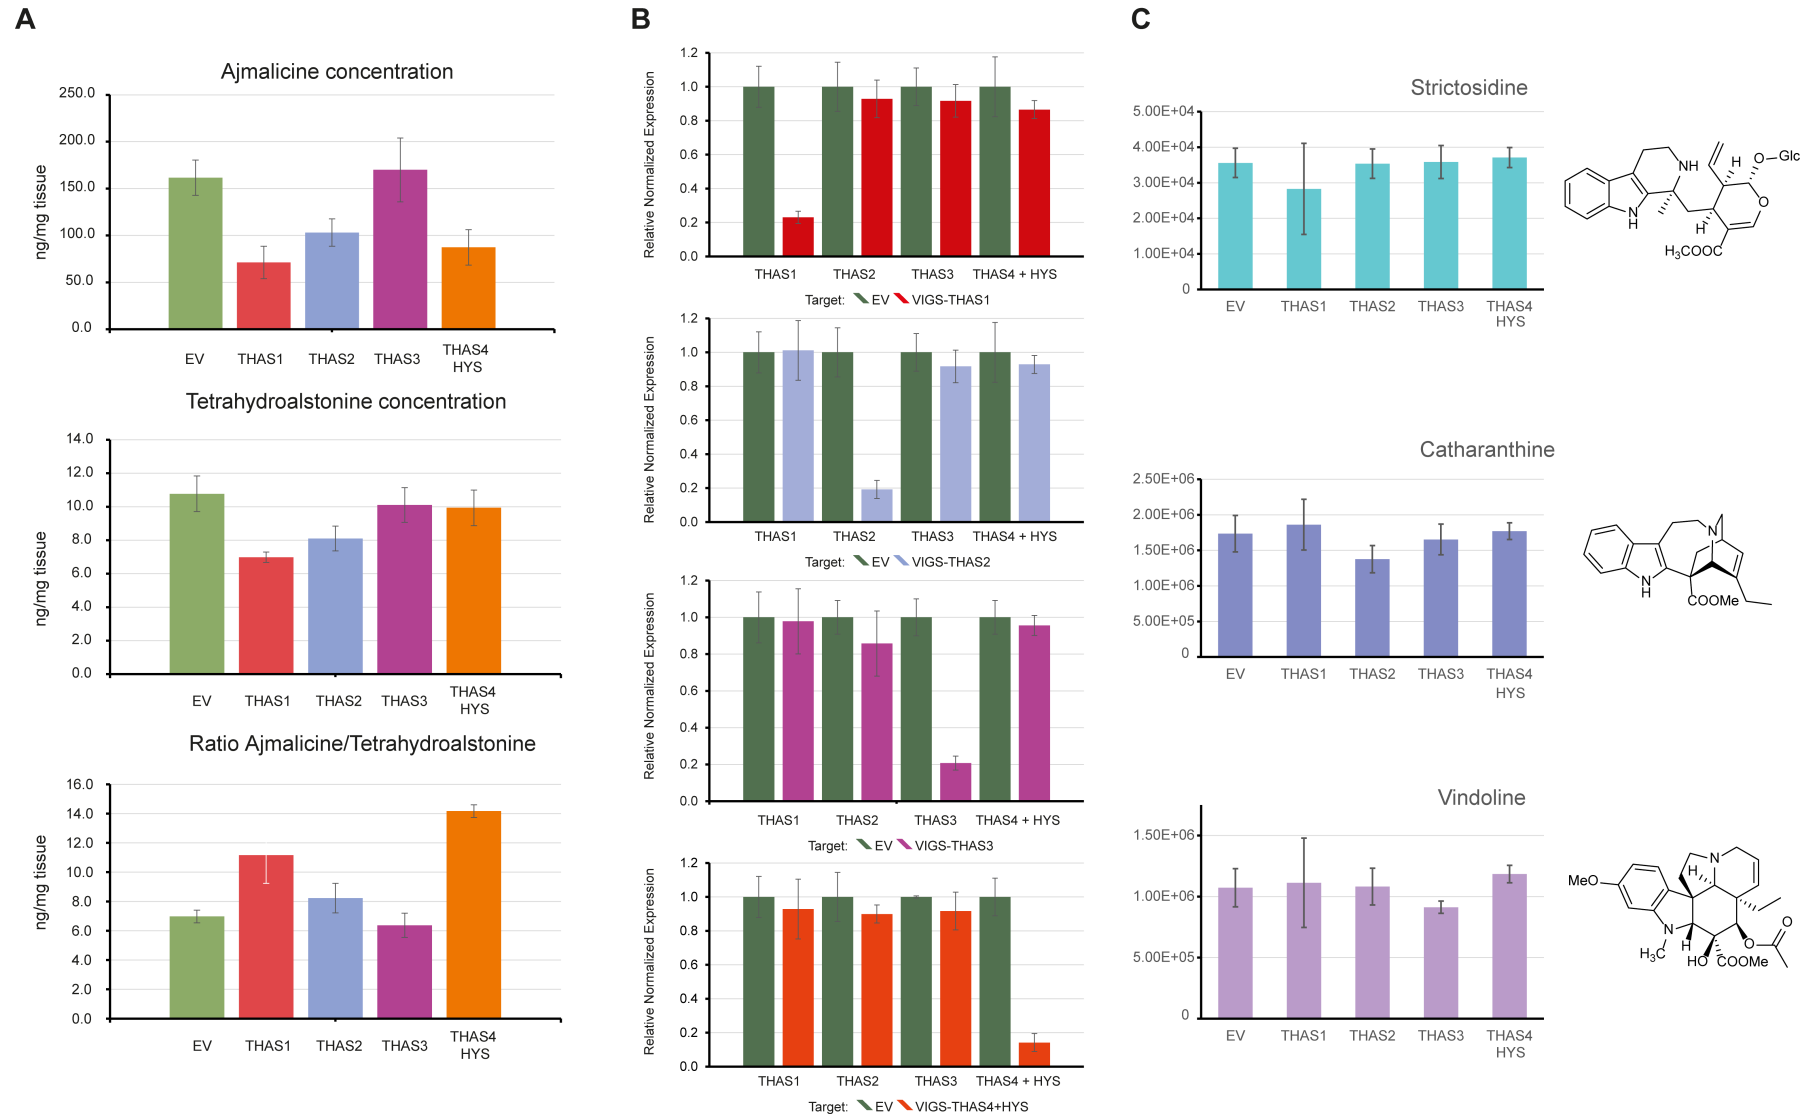 A
Ajmalicine concentration
ng/mg tissue
250.0
200.0
150.0
100.0
50.0
0.0
EV THAS1 THAS2 THAS3 THAS4
HYS
Tetrahydroalstonine concentration
ng/mg tissue
14.0
12.0
10.0
8.0
6.0
4.0
2.0
0.0
EV THAS1 THAS2 THAS3 THAS4
HYS
Ratio Ajmalicine/Tetrahydroalstonine
ng/mg tissue
16.0
14.0
12.0
10.0
8.0
6.0
4.0
2.0
0.0
EV THAS1 THAS2 THAS3 THAS4
HYS
B
Relative Normalized Expression
1.2
1.0
0.8
0.6
0.4
0.2
0.0
THAS1 THAS2 THAS3 THAS4 + HYS
Target: EV VIGS-THAS1
Relative Normalized Expression
1.2
1.0
0.8
0.6
0.4
0.2
0.0
THAS1 THAS2 THAS3 THAS4 + HYS
Target: EV VIGS-THAS2
Relative Normalized Expression
1.2
1.0
0.8
0.6
0.4
0.2
0.0
THAS1 THAS2 THAS3 THAS4 + HYS
Target: EV VIGS-THAS3
Relative Normalized Expression
1.2
1.0
0.8
0.6
0.4
0.2
0.0
THAS1 THAS2 THAS3 THAS4 + HYS
Target: EV VIGS-THAS4+HYS
C
Strictosidine
5.00E+04
4.00E+04
3.00E+04
2.00E+04
1.00E+04
0
EV THAS1 THAS2 THAS3 THAS4
HYS
NH H O Glc
O
N
H
H
H₃COOC
Catharanthine
2.50E+06
2.00E+06
1.50E+06
1.00E+06
5.00E+05
0
EV THAS1 THAS2 THAS3 THAS4
HYS
N
N
H
COOMe
Vindoline
1.50E+06
1.00E+06
5.00E+05
0
EV THAS1 THAS2 THAS3 THAS4
HYS
N
H
MeO
O
N
H O
H₃C
HO COOMe